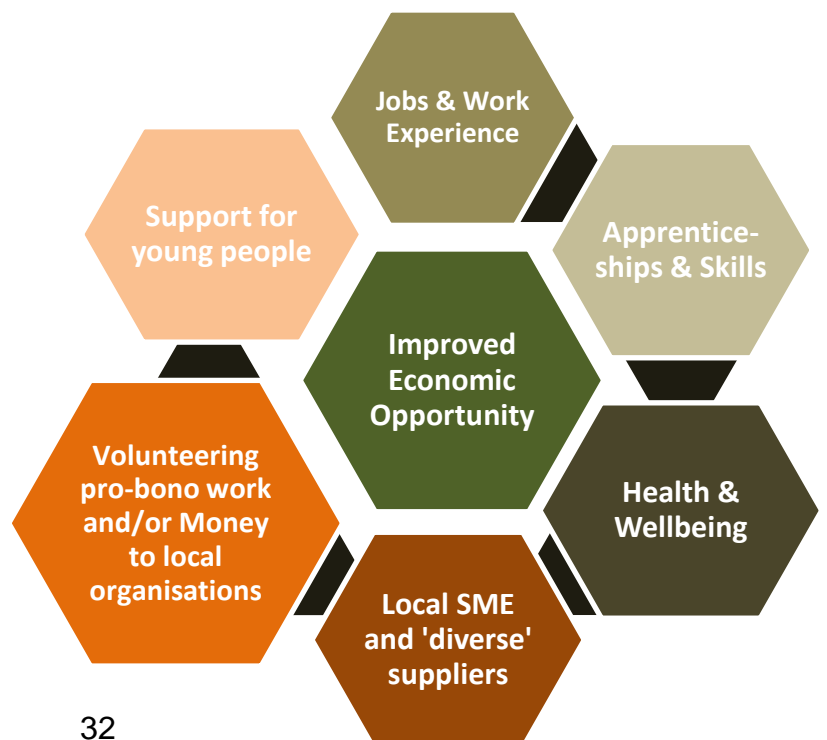 Jobs & Work
Experience
Support for
young people
Apprentice-
ships & Skills
Improved
Economic
Opportunity
Volunteering
pro-bono work
and/or Money
to local
organisations
Health &
Wellbeing
Local SME
and 'diverse'
suppliers
32